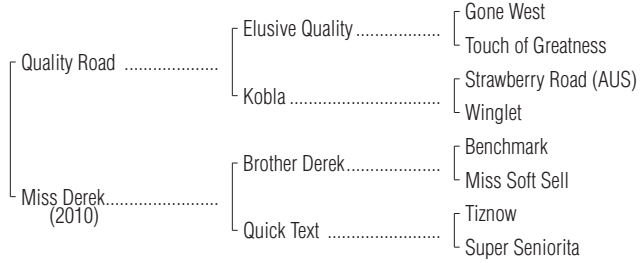 Gone West
Elusive Quality ..................
Touch of Greatness
Quality Road ....................
Strawberry Road (AUS)
Kobla ................................
Winglet
Benchmark
Brother Derek....................
Miss Soft Sell
Miss Derek........................
(2010)
Tiznow
Quick Text ........................
Super Seniorita